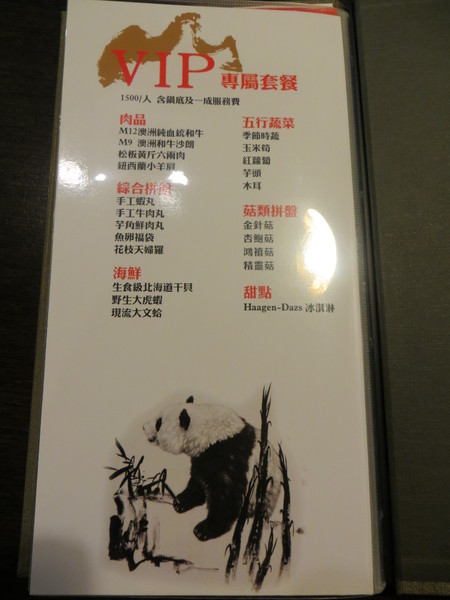 VIP 專屬套餐
1500/人 含鍋底及一成服務費
肉品
M12澳洲純血統和牛
M9 澳洲和牛沙朗
松板黃斤六兩肉
紐西蘭小羊肩
綜合拼盤
手工蝦丸
手工牛肉丸
芋角鮮肉丸
魚卵福袋
花枝天婦羅
海鮮
生食級北海道干貝
野生大虎蝦
現流大文蛤
五行蔬菜
季節時蔬
玉米筍
紅蘿蔔
芋頭
木耳
菇類拼盤
金針菇
杏鮑菇
鴻禧菇
精靈菇
甜點
Haagen-Dazs 冰淇淋